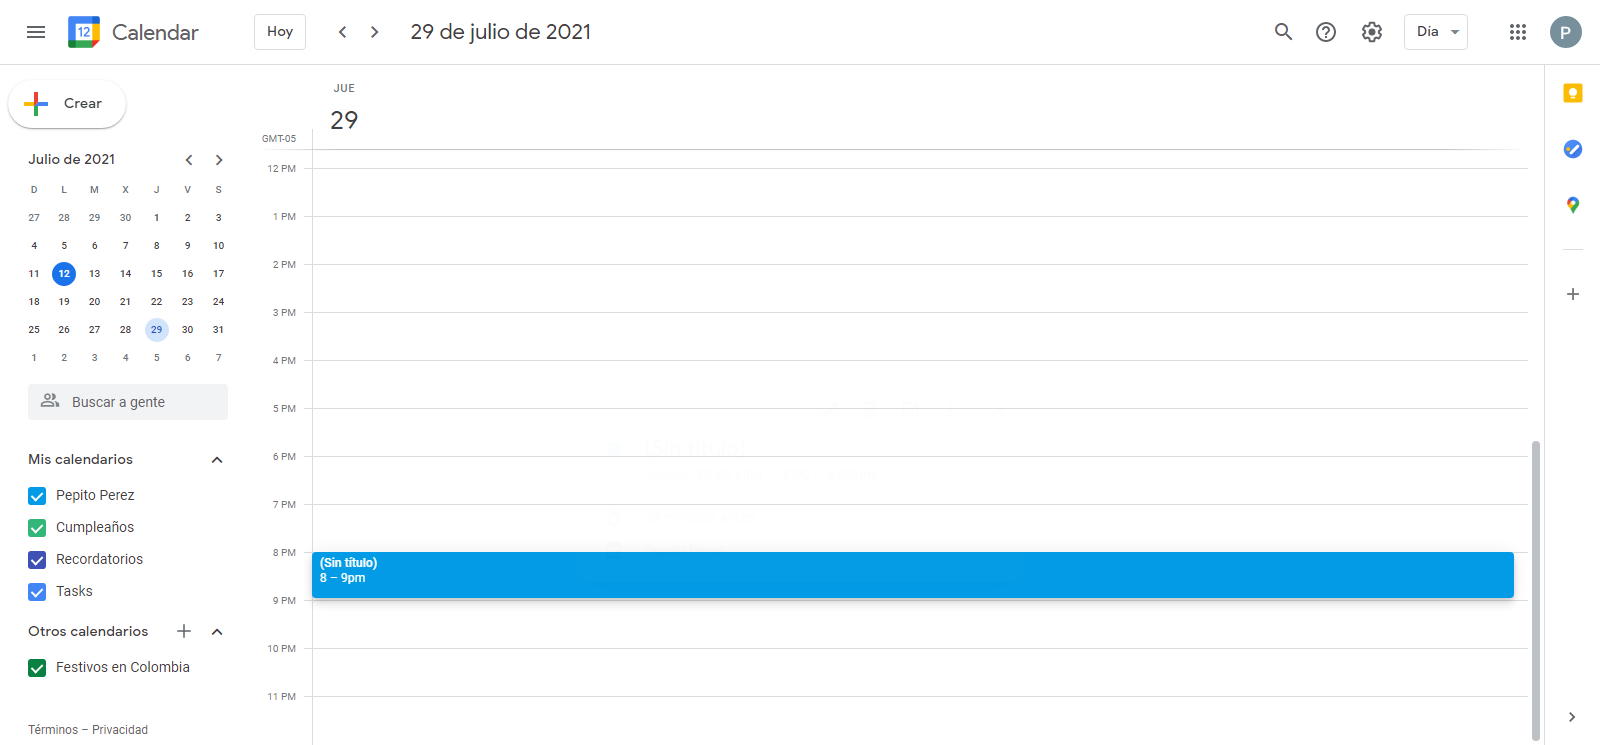 12 Calendar Hoy 29 de julio de 2021 Día P
Crear
Julio de 2021
D L M X J V S
27 28 29 30 1 2 3
4 5 6 7 8 9 10
11 12 13 14 15 16 17
18 19 20 21 22 23 24
25 26 27 28 29 30 31
1 2 3 4 5 6 7
Buscar a gente
Mis calendarios
Pepito Perez
Cumpleaños
Recordatorios
Tasks
Otros calendarios
Festivos en Colombia
Términos – Privacidad
JUE
29
GMT-05
12 PM
1 PM
2 PM
3 PM
4 PM
5 PM
(Sin título)
6 PM
7 PM
8 PM
(Sin título)
8 – 9pm
9 PM
10 PM
11 PM